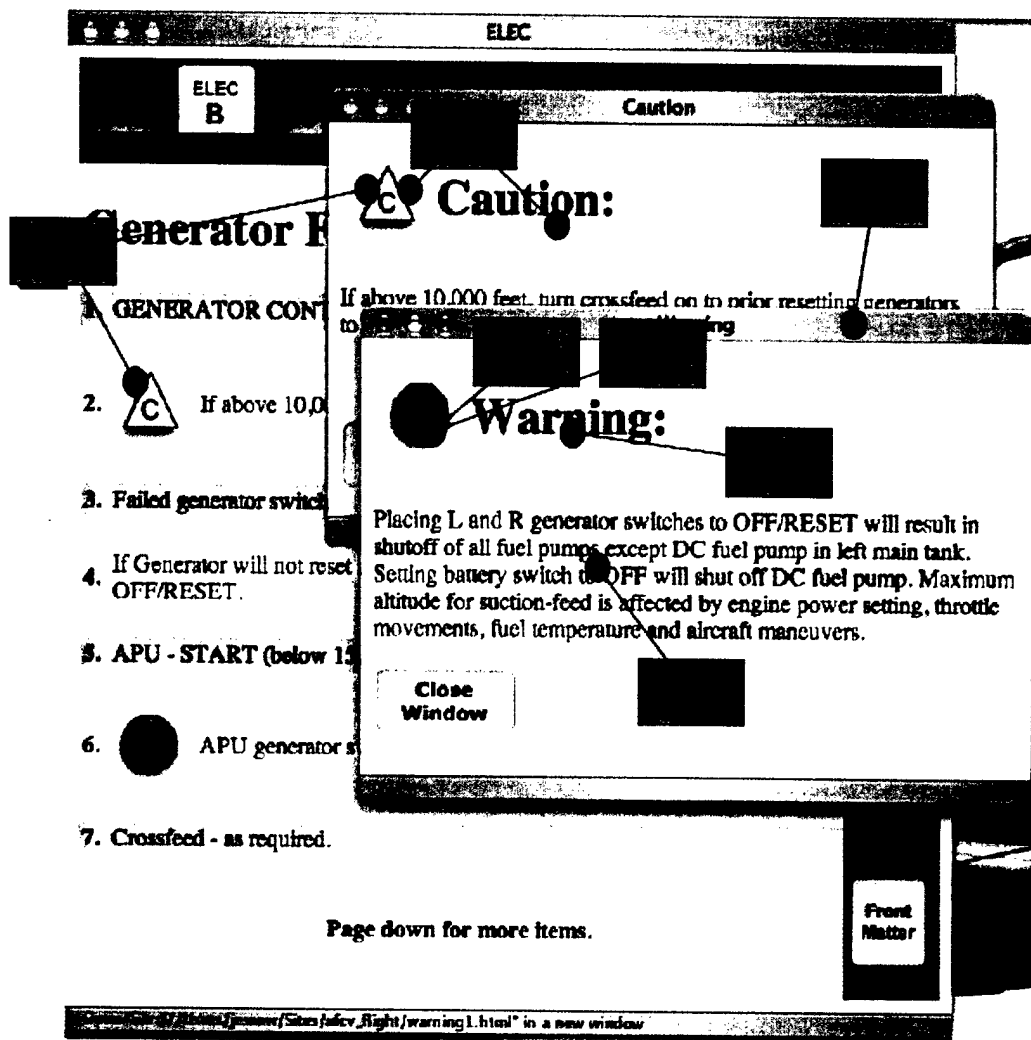 ELEC
ELEC
B
Caution
C
Caution:
Generator F
If above 10,000 feet, turn crossfeed on to prior resetting generators
to
1. GENERATOR CONT
Warning
2. C If above 10,0
Warning:
3. Failed generator switch
Placing L and R generator switches to OFF/RESET will result in
shutoff of all fuel pumps except DC fuel pump in left main tank.
Setting battery switch to OFF will shut off DC fuel pump. Maximum
altitude for suction-feed is affected by engine power setting, throttle
movements, fuel temperature and aircraft maneuvers.
4. If Generator will not reset
OFF/RESET.
5. APU - START (below 15
Close
Window
6. APU generator s
7. Crossfeed - as required.
Page down for more items.
Front
Matter
in a new window